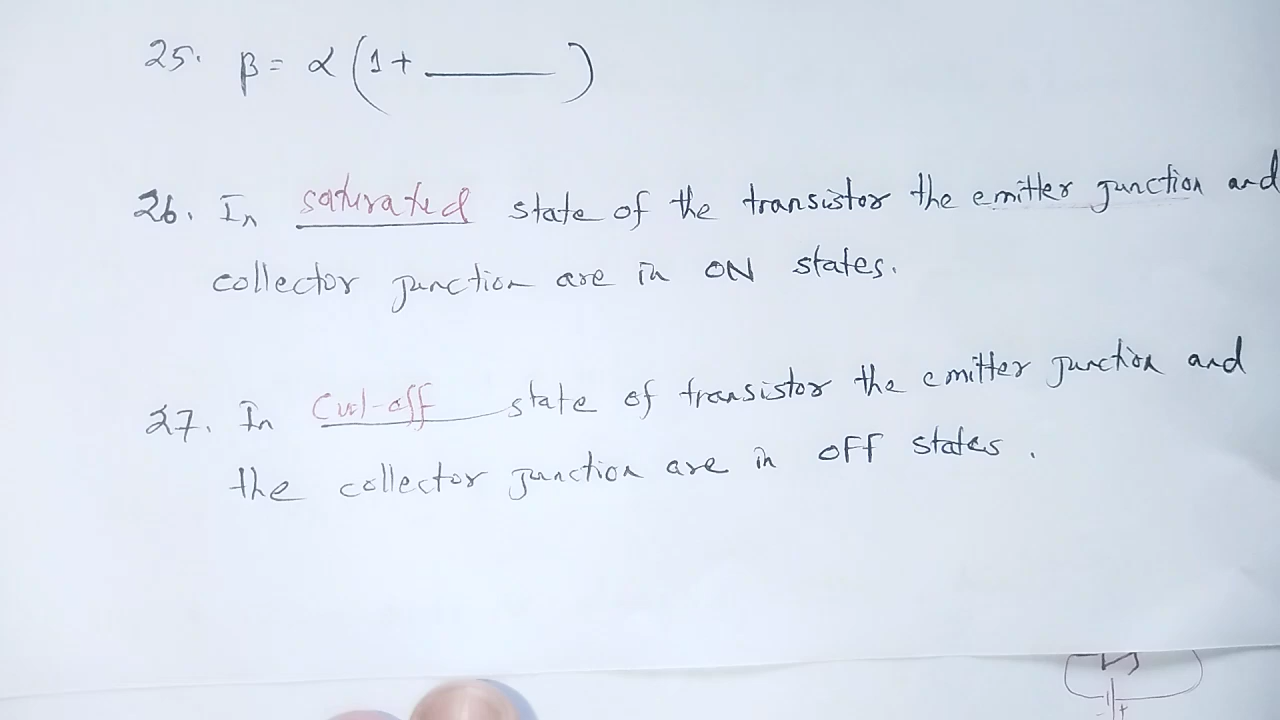 25. β = α (1 + ______ )
26. In saturated state of the transistor the emitter junction and
collector junction are in ON states.
27. In Cut-off state of transistor the emitter junction and
the collector junction are in OFF states.
- +